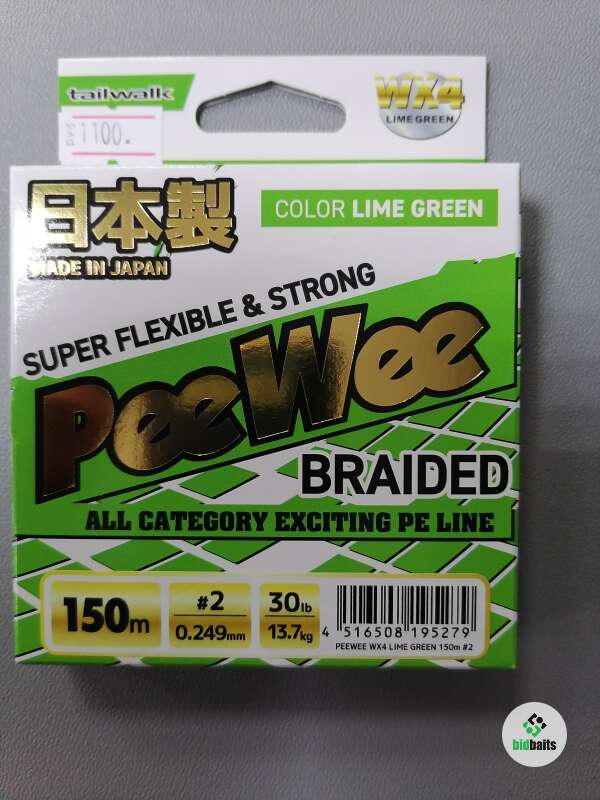 tailwalk
WX4
LIME GREEN
руб
1100.
日本製
MADE IN JAPAN
COLOR LIME GREEN
SUPER FLEXIBLE & STRONG
PeeWee
BRAIDED
ALL CATEGORY EXCITING PE LINE
150m
#2
0.249mm
30lb
13.7kg
4 516508 195279
PEEWEE WX4 LIME GREEN 150m #2
bidbaits